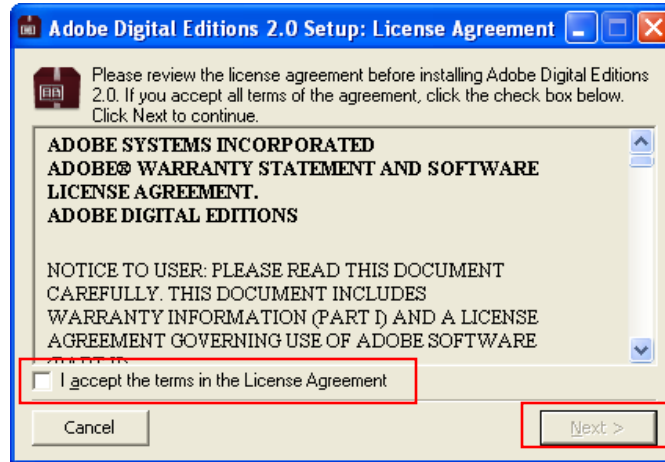 Adobe Digital Editions 2.0 Setup: License Agreement
Please review the license agreement before installing Adobe Digital Editions
2.0. If you accept all terms of the agreement, click the check box below.
Click Next to continue.
ADOBE SYSTEMS INCORPORATED
ADOBE® WARRANTY STATEMENT AND SOFTWARE
LICENSE AGREEMENT.
ADOBE DIGITAL EDITIONS
NOTICE TO USER: PLEASE READ THIS DOCUMENT
CAREFULLY. THIS DOCUMENT INCLUDES
WARRANTY INFORMATION (PART I) AND A LICENSE
AGREEMENT GOVERNING USE OF ADOBE SOFTWARE
I accept the terms in the License Agreement
Cancel
Next >